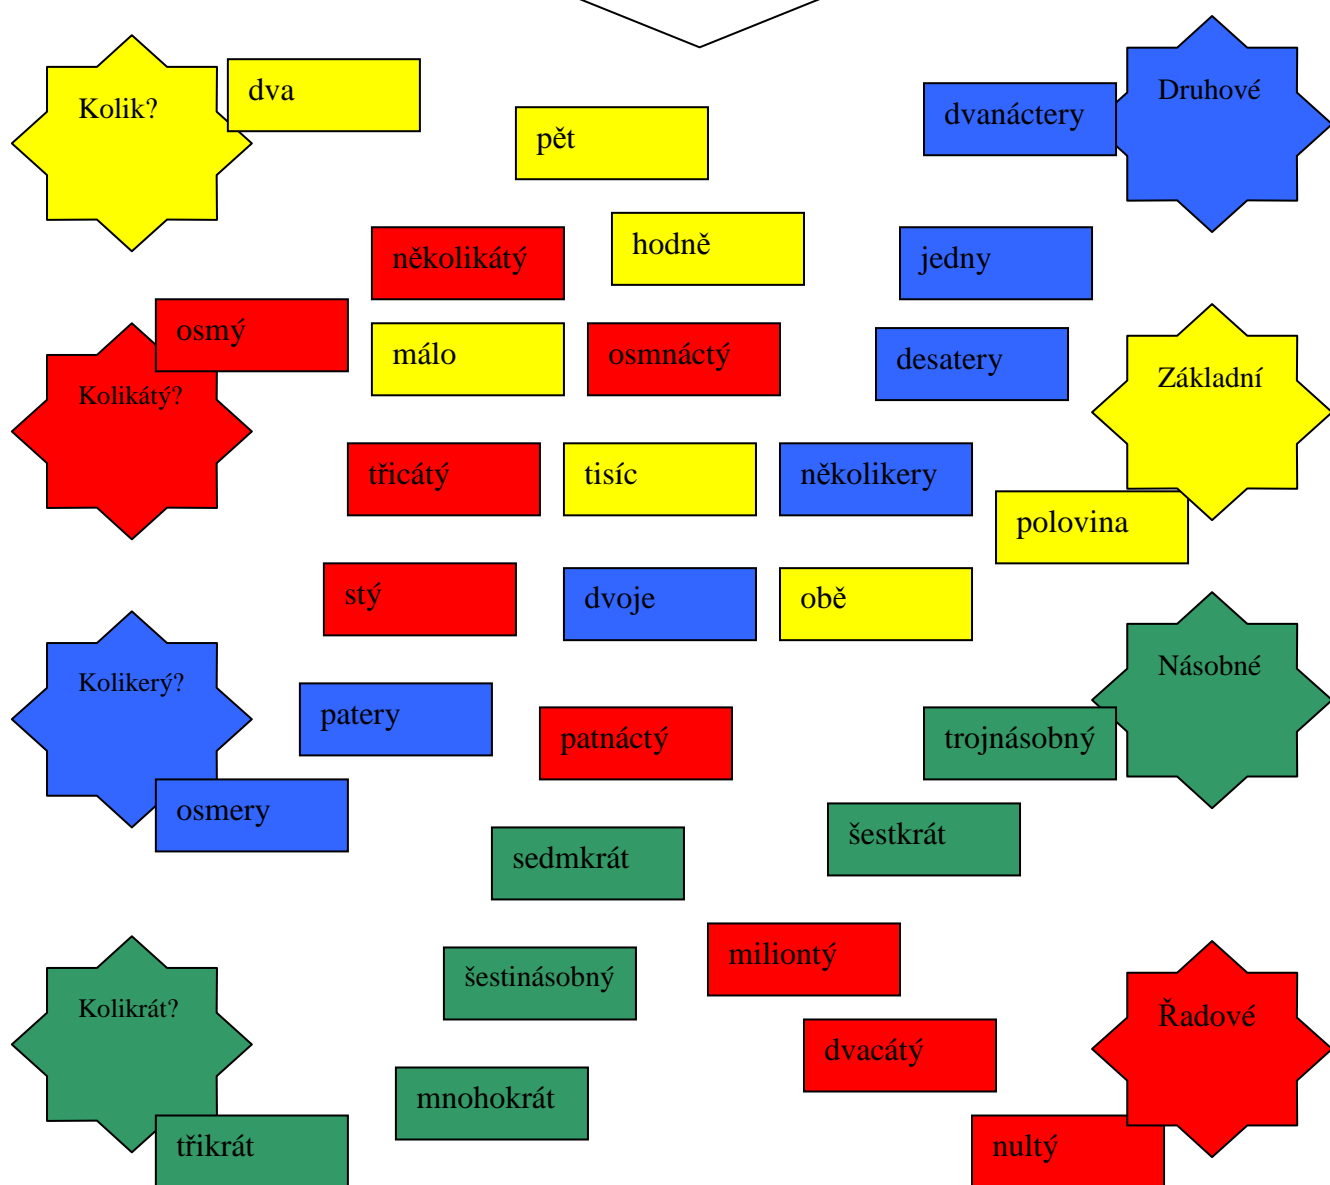 Kolik?
dva
Druhové
dvanáctery
pět
hodně
několikátý
jedny
osmý
málo
osmnáctý
desatery
Základní
Kolikátý?
třicátý
tisíc
několikery
polovina
stý
dvoje
obě
Násobné
Kolikerý?
patery
patnáctý
trojnásobný
osmery
sedmkrát
šestkrát
šestinásobný
miliontý
Kolikrát?
Řadové
dvacátý
mnohokrát
třikrát
nultý